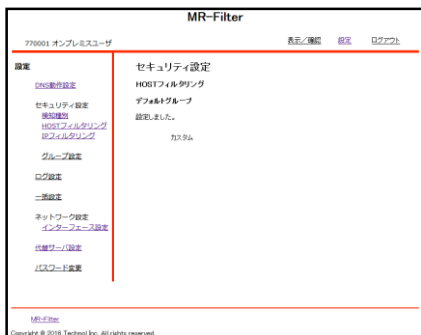 MR-Filter
770001 オンプレミスユーザ
表示／確認 設定 ログアウト
設定
DNS動作設定
セキュリティ設定
検知種別
HOSTフィルタリング
IPフィルタリング
グループ設定
ログ設定
一括設定
ネットワーク設定
インターフェース設定
代替サーバ設定
パスワード変更
セキュリティ設定
HOSTフィルタリング
デフォルトグループ
設定しました。
カスタム
MR-Filter
Copyright © 2016 Technol Inc. All rights reserved.